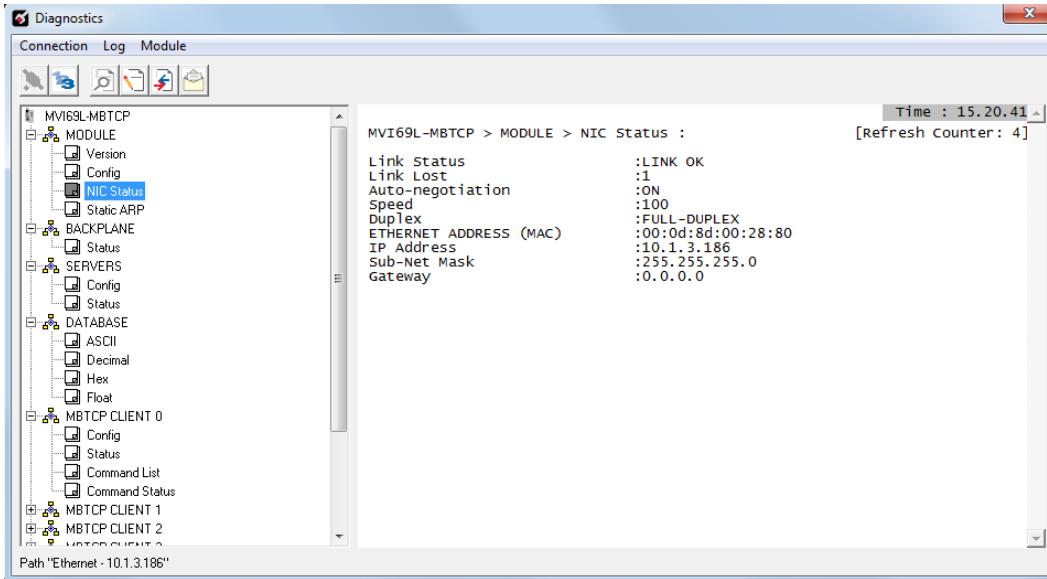 Diagnostics
Connection Log Module
MVI69L-MBTCP
MODULE
Version
Config
NIC Status
Static ARP
BACKPLANE
Status
SERVERS
Config
Status
DATABASE
ASCII
Decimal
Hex
Float
MBTCP CLIENT 0
Config
Status
Command List
Command Status
MBTCP CLIENT 1
MBTCP CLIENT 2
Time : 15.20.41
MVI69L-MBTCP > MODULE > NIC Status : [Refresh Counter: 4]
Link Status :LINK OK
Link Lost :1
Auto-negotiation :ON
Speed :100
Duplex :FULL-DUPLEX
ETHERNET ADDRESS (MAC) :00:0d:8d:00:28:80
IP Address :10.1.3.186
Sub-Net Mask :255.255.255.0
Gateway :0.0.0.0
Path "Ethernet - 10.1.3.186"